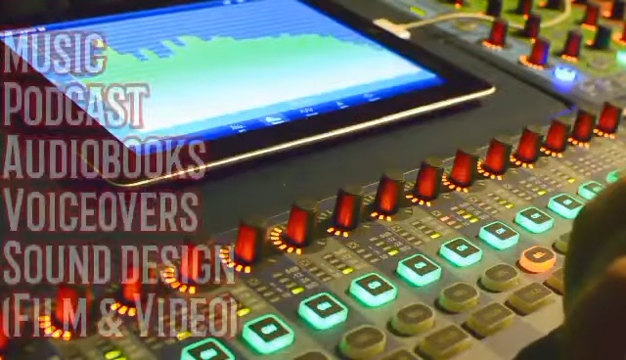 MUSIC
PODCAST
AUDIOBOOKS
VOICEOVERS
SOUND DESIGN
(FILM & VIDEO)